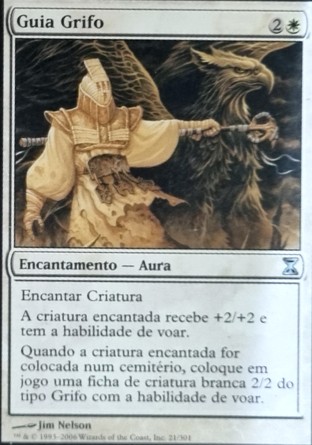 Guia Grifo 2
Encantamento — Aura
Encantar Criatura
A criatura encantada recebe +2/+2 e
tem a habilidade de voar.
Quando a criatura encantada for
colocada num cemitério, coloque em
jogo uma ficha de criatura branca 2/2 do
tipo Grifo com a habilidade de voar.
Jim Nelson
™ & © 1993–2006 Wizards of the Coast, Inc. 21/301